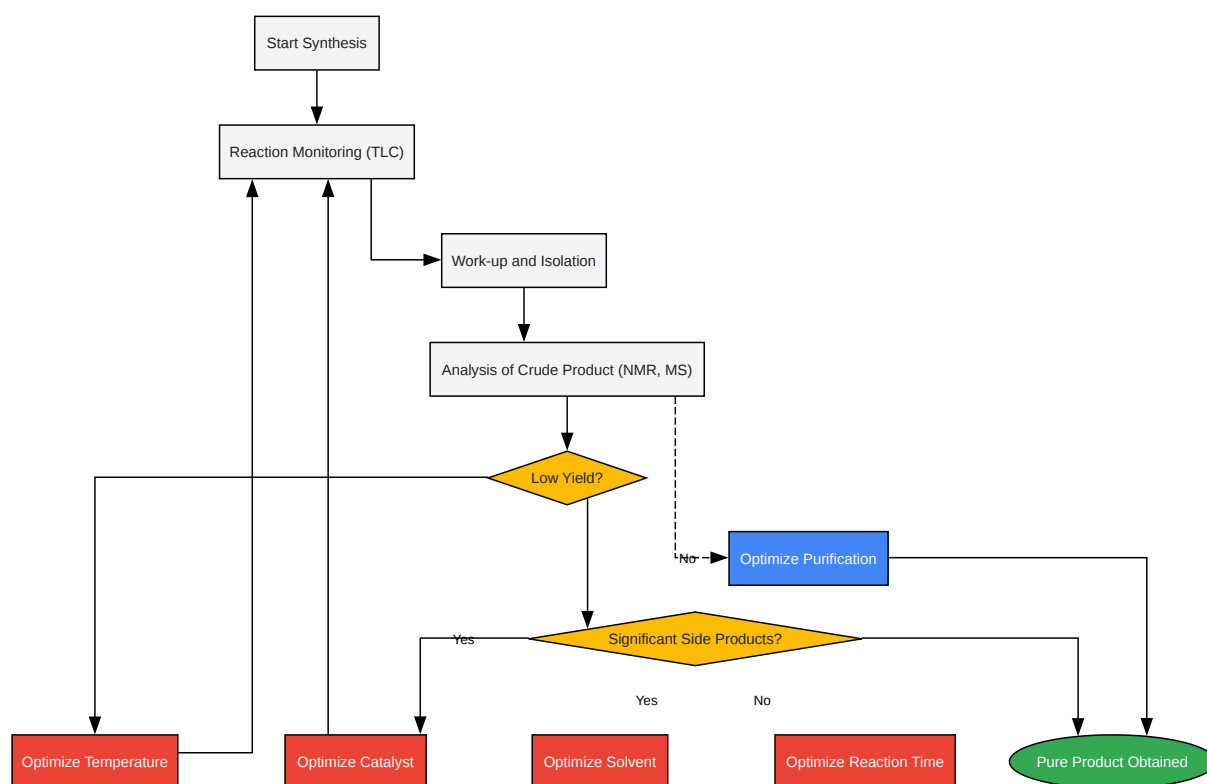 Start Synthesis
Reaction Monitoring (TLC)
Work-up and Isolation
Analysis of Crude Product (NMR, MS)
Low Yield?
No
Optimize Purification
Yes
Significant Side Products?
Yes
No
Optimize Temperature
Optimize Catalyst
Optimize Solvent
Optimize Reaction Time
Pure Product Obtained